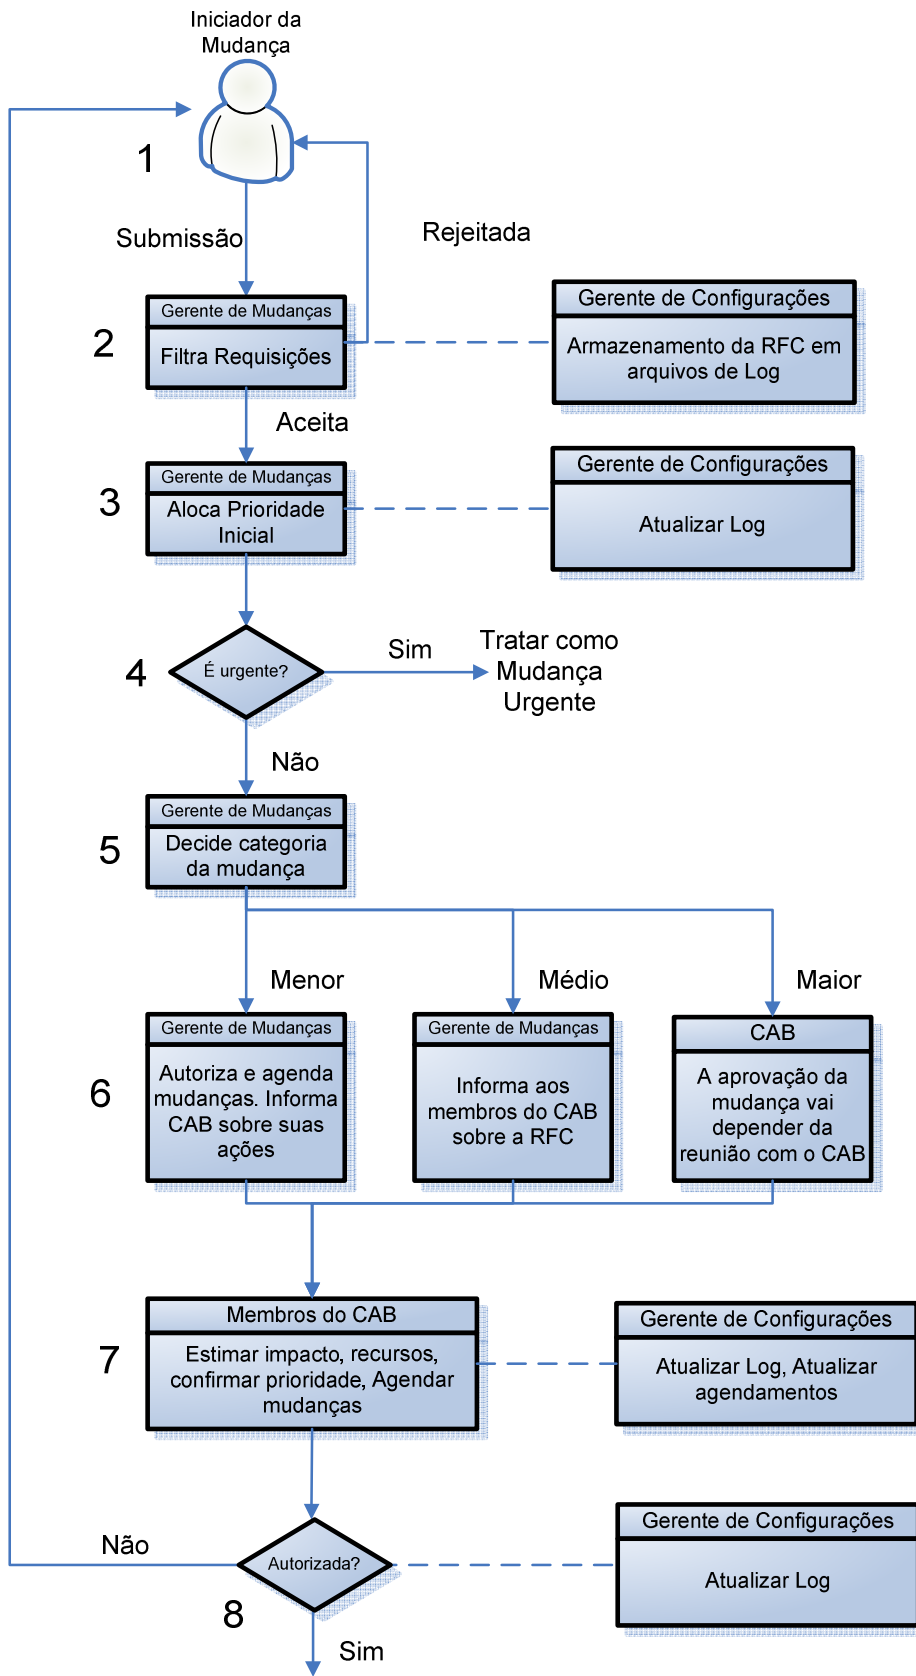 Iniciador da
Mudança
1
Submissão
Rejeitada
Gerente de Mudanças
2
Filtra Requisições
Gerente de Configurações
Armazenamento da RFC em
arquivos de Log
Aceita
Gerente de Mudanças
3
Aloca Prioridade
Inicial
Gerente de Configurações
Atualizar Log
4
É urgente?
Sim
Tratar como
Mudança
Urgente
Não
Gerente de Mudanças
5
Decide categoria
da mudança
Menor
Médio
Maior
6
Gerente de Mudanças
Autoriza e agenda
mudanças. Informa
CAB sobre suas
ações
Gerente de Mudanças
Informa aos
membros do CAB
sobre a RFC
CAB
A aprovação da
mudança vai
depender da
reunião com o CAB
7
Membros do CAB
Estimar impacto, recursos,
confirmar prioridade, Agendar
mudanças
Gerente de Configurações
Atualizar Log, Atualizar
agendamentos
Não
Autorizada?
8
Gerente de Configurações
Atualizar Log
Sim